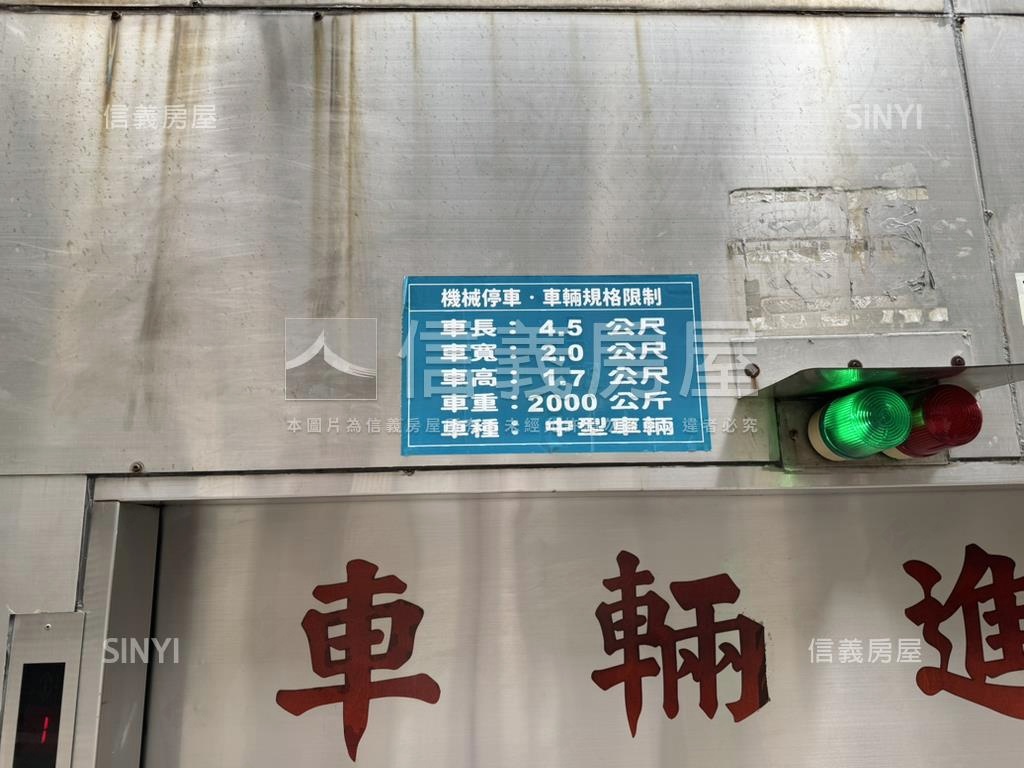 信義房屋
SINYI
機械停車·車輛規格限制
車長：4.5 公尺
車寬：2.0 公尺
車高：1.7 公尺
車重：2000 公斤
車種：中型車輛
信義房屋
本圖片為信義房屋 未經 違者必究
車輛進
SINYI
信義房屋
1